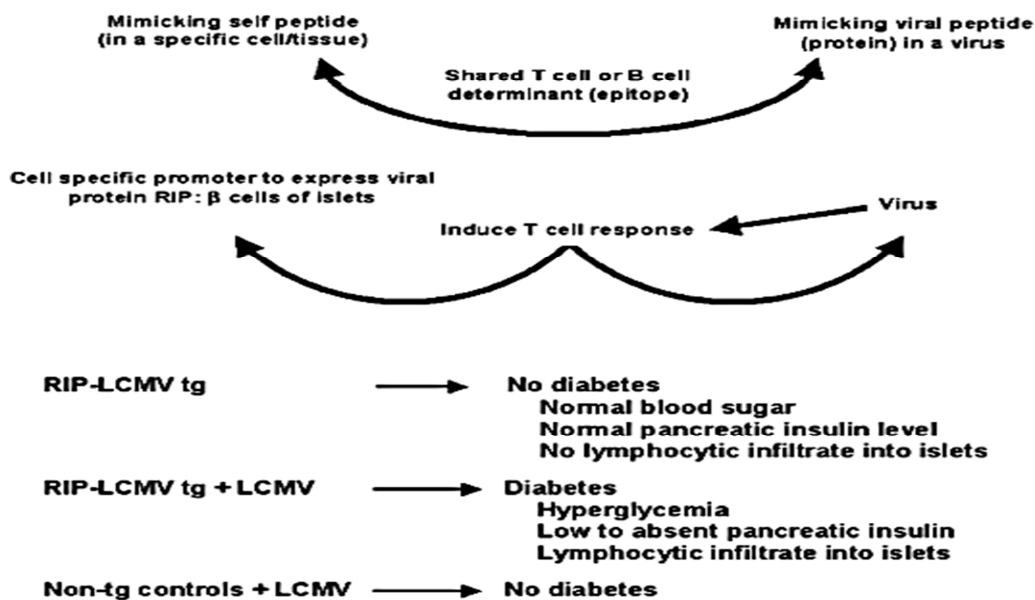 Mimicking self peptide
(in a specific cell/tissue)
Mimicking viral peptide
(protein) in a virus
Shared T cell or B cell
determinant (epitope)
Cell specific promoter to express viral
protein RIP: β cells of islets
Virus
Induce T cell response
RIP-LCMV tg
No diabetes
Normal blood sugar
Normal pancreatic insulin level
No lymphocytic infiltrate into islets
RIP-LCMV tg + LCMV
Diabetes
Hyperglycemia
Low to absent pancreatic insulin
Lymphocytic infiltrate into islets
Non-tg controls + LCMV
No diabetes